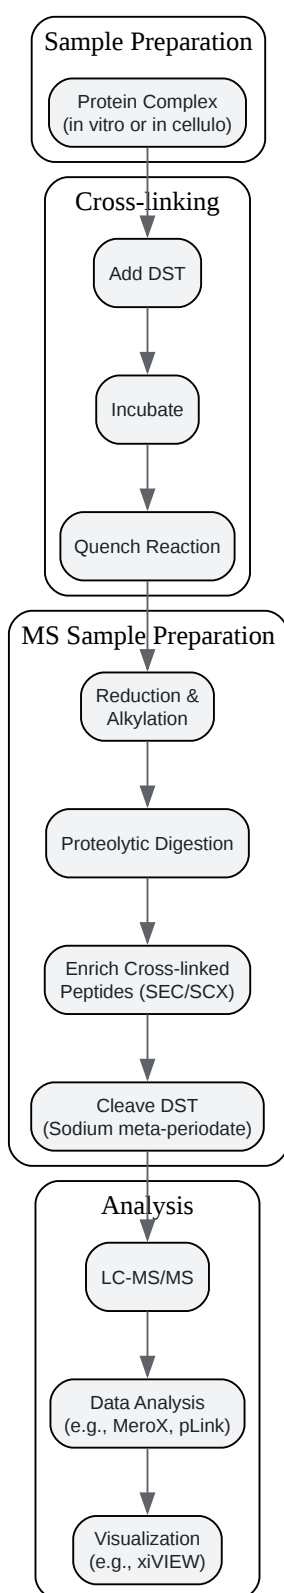 Sample Preparation
Protein Complex
(in vitro or in cellulo)
Cross-linking
Add DST
Incubate
Quench Reaction
MS Sample Preparation
Reduction &
Alkylation
Proteolytic Digestion
Enrich Cross-linked
Peptides (SEC/SCX)
Cleave DST
(Sodium meta-periodate)
Analysis
LC-MS/MS
Data Analysis
(e.g., MeroX, pLink)
Visualization
(e.g., xiVIEW)